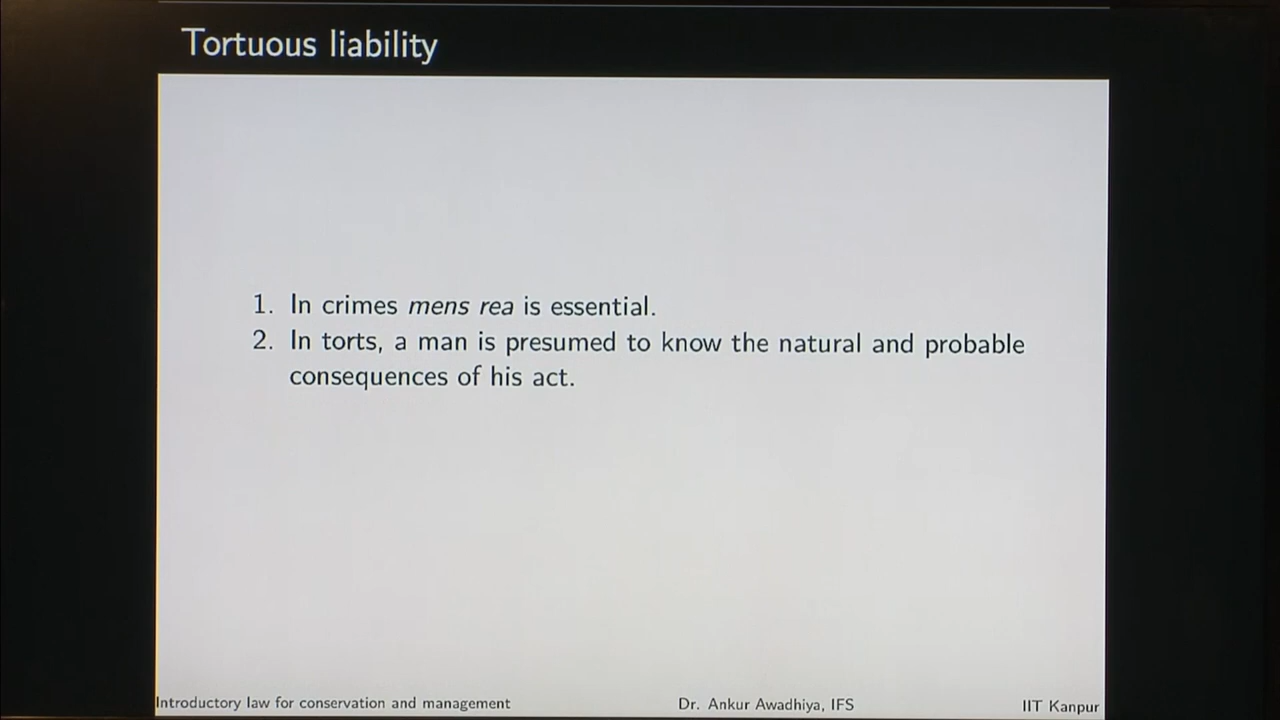 Tortuous liability
1. In crimes mens rea is essential.
2. In torts, a man is presumed to know the natural and probable
consequences of his act.
Introductory law for conservation and management Dr. Ankur Awadhiya, IFS IIT Kanpur